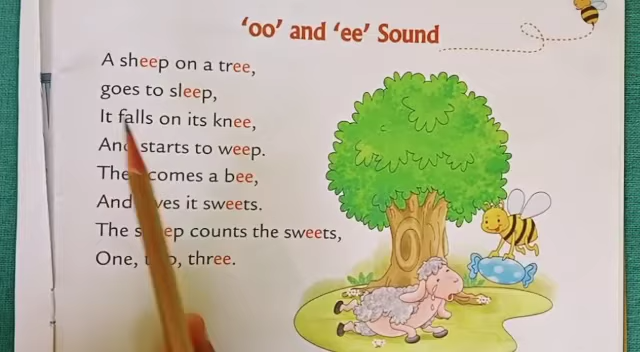 ‘oo’ and ‘ee’ Sound
A sheep on a tree,
goes to sleep,
It falls on its knee,
And starts to weep.
comes a bee,
And it sweets.
The counts the sweets,
One, three.